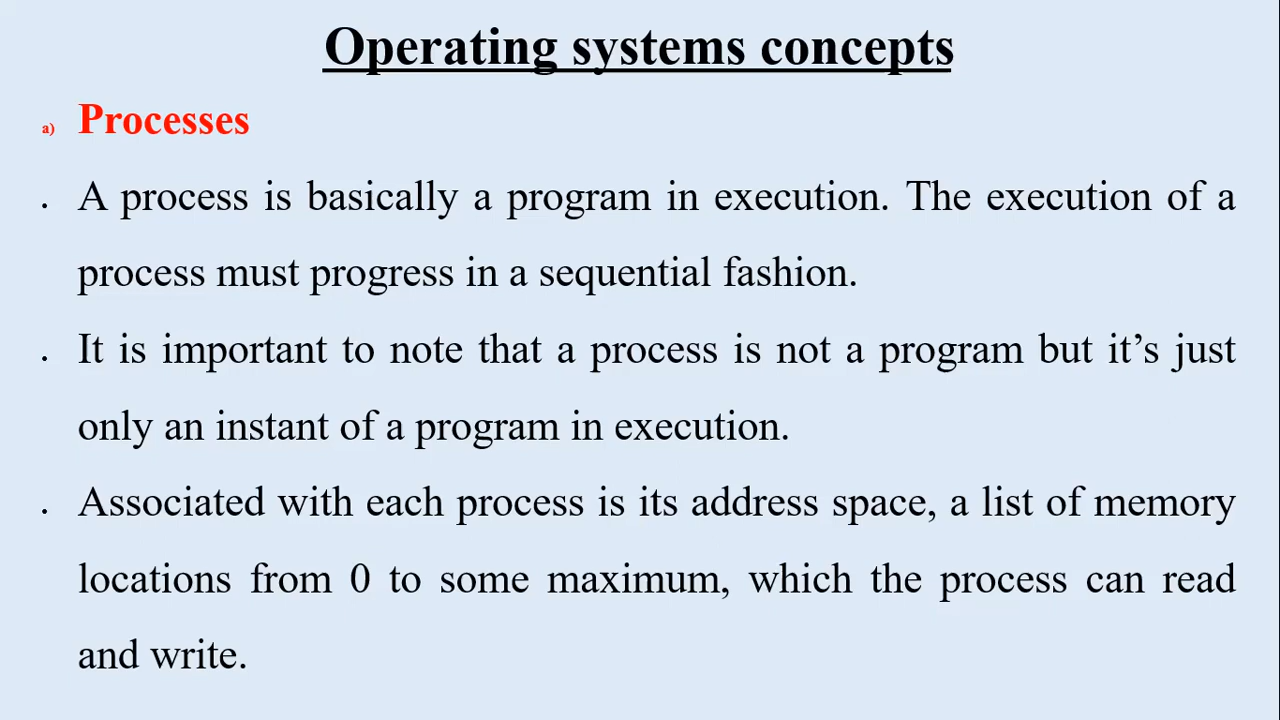 Operating systems concepts
a) Processes
. A process is basically a program in execution. The execution of a
process must progress in a sequential fashion.
. It is important to note that a process is not a program but it’s just
only an instant of a program in execution.
. Associated with each process is its address space, a list of memory
locations from 0 to some maximum, which the process can read
and write.